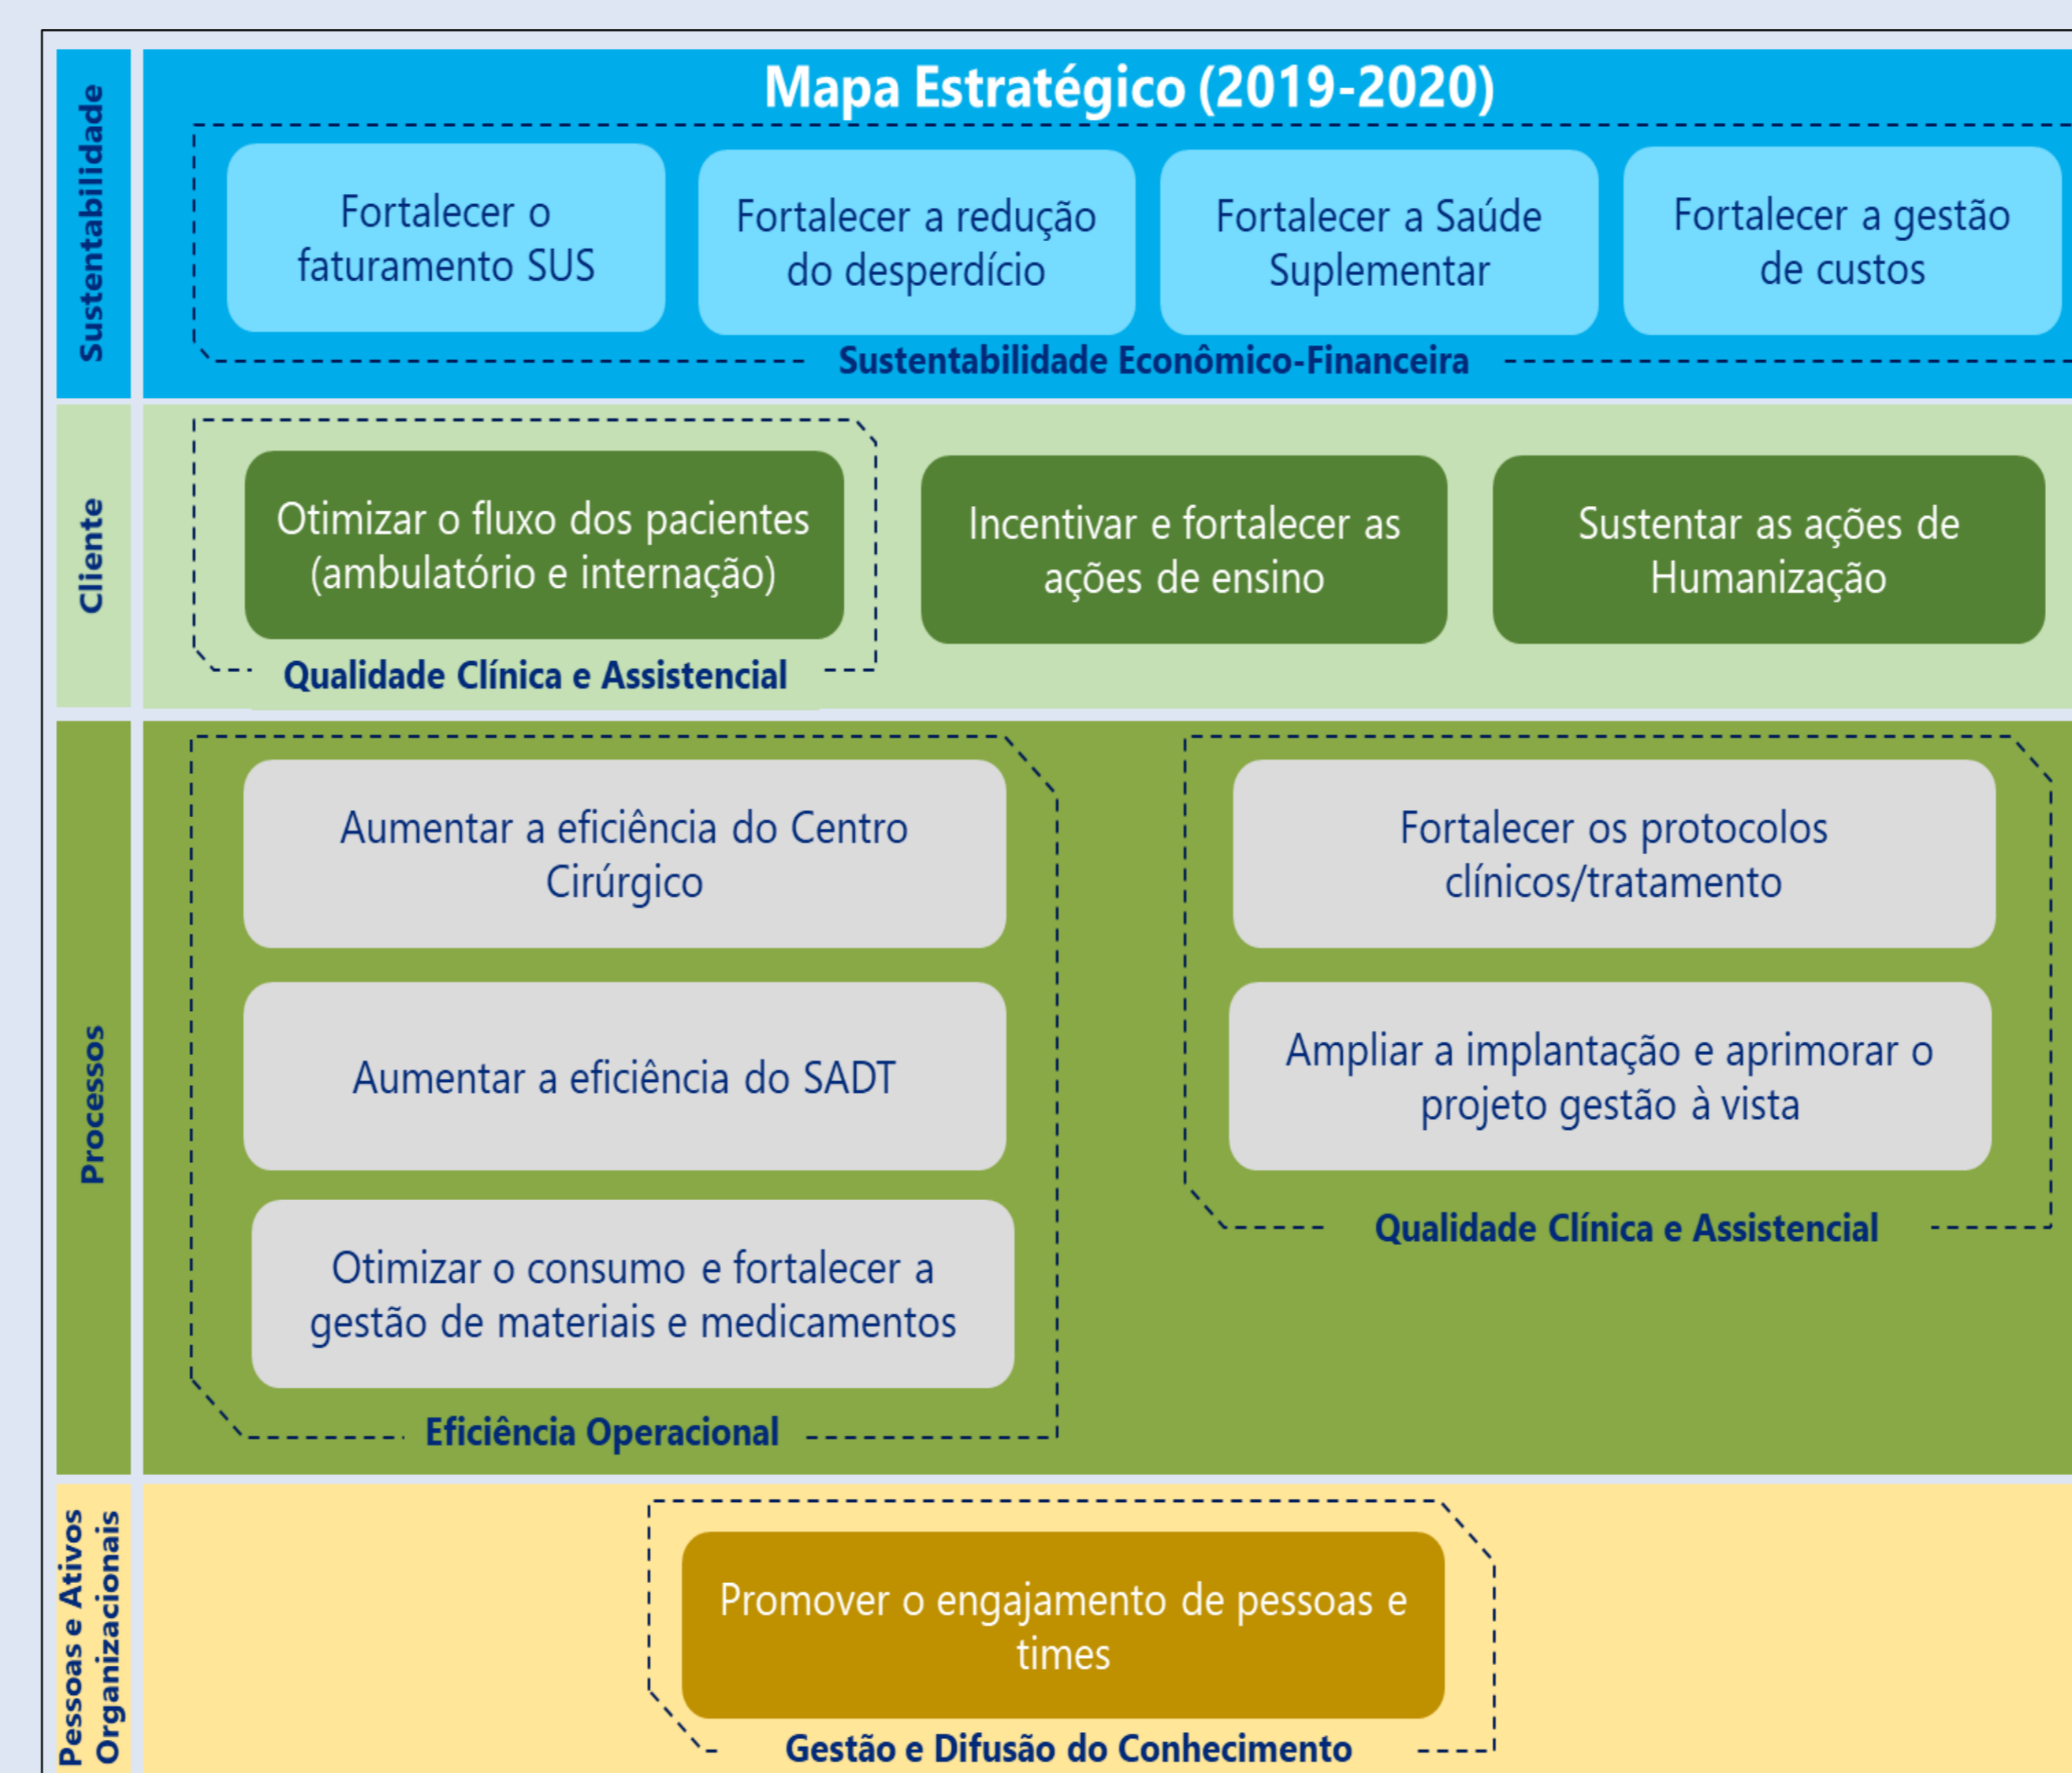 Mapa Estratégico (2019-2020)
Sustentabilidade
Fortalecer o
faturamento SUS
Fortalecer a redução
do desperdício
Fortalecer a Saúde
Suplementar
Fortalecer a gestão
de custos
Sustentabilidade Econômico-Financeira
Cliente
Otimizar o fluxo dos pacientes
(ambulatório e internação)
Qualidade Clínica e Assistencial
Incentivar e fortalecer as
ações de ensino
Sustentar as ações de
Humanização
Processos
Aumentar a eficiência do Centro
Cirúrgico
Aumentar a eficiência do SADT
Otimizar o consumo e fortalecer a
gestão de materiais e medicamentos
Eficiência Operacional
Fortalecer os protocolos
clínicos/tratamento
Ampliar a implantação e aprimorar o
projeto gestão à vista
Qualidade Clínica e Assistencial
Pessoas e Ativos
Organizacionais
Promover o engajamento de pessoas e
times
Gestão e Difusão do Conhecimento